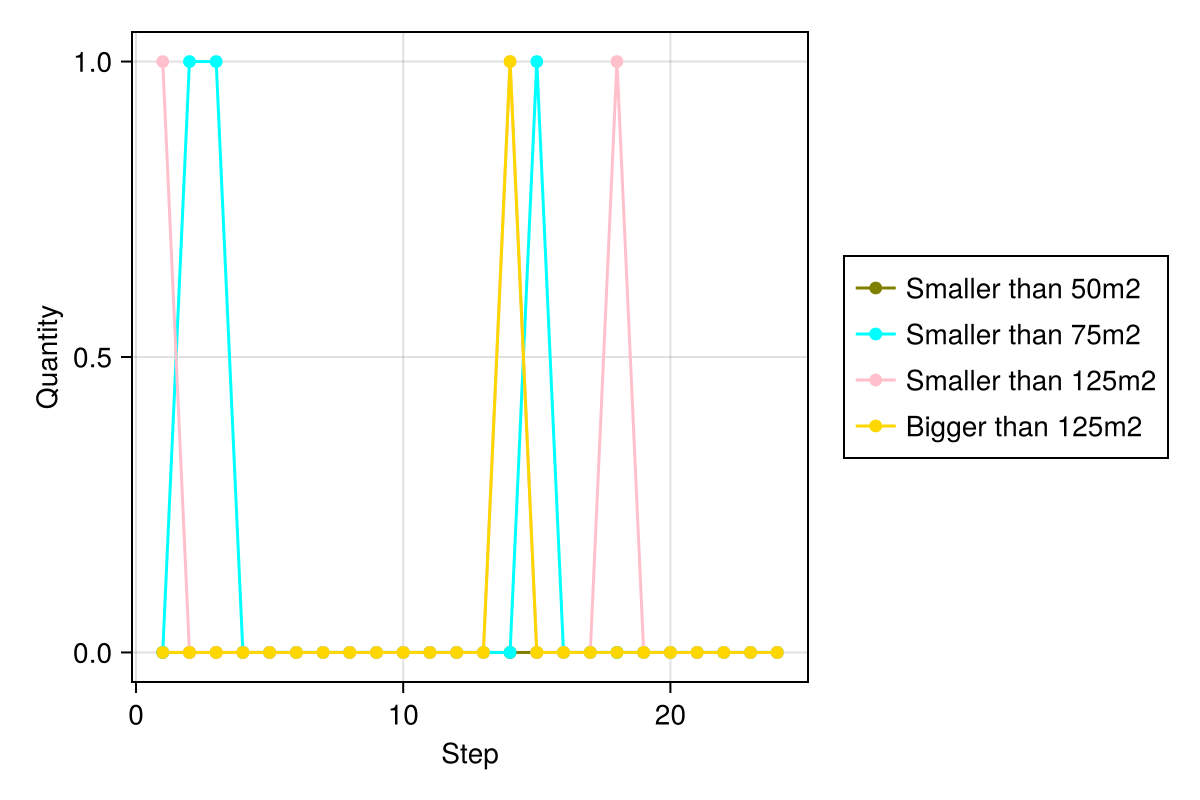 1.0
0.5
0.0
Quantity
0
10
20
Step
Smaller than 50m2
Smaller than 75m2
Smaller than 125m2
Bigger than 125m2